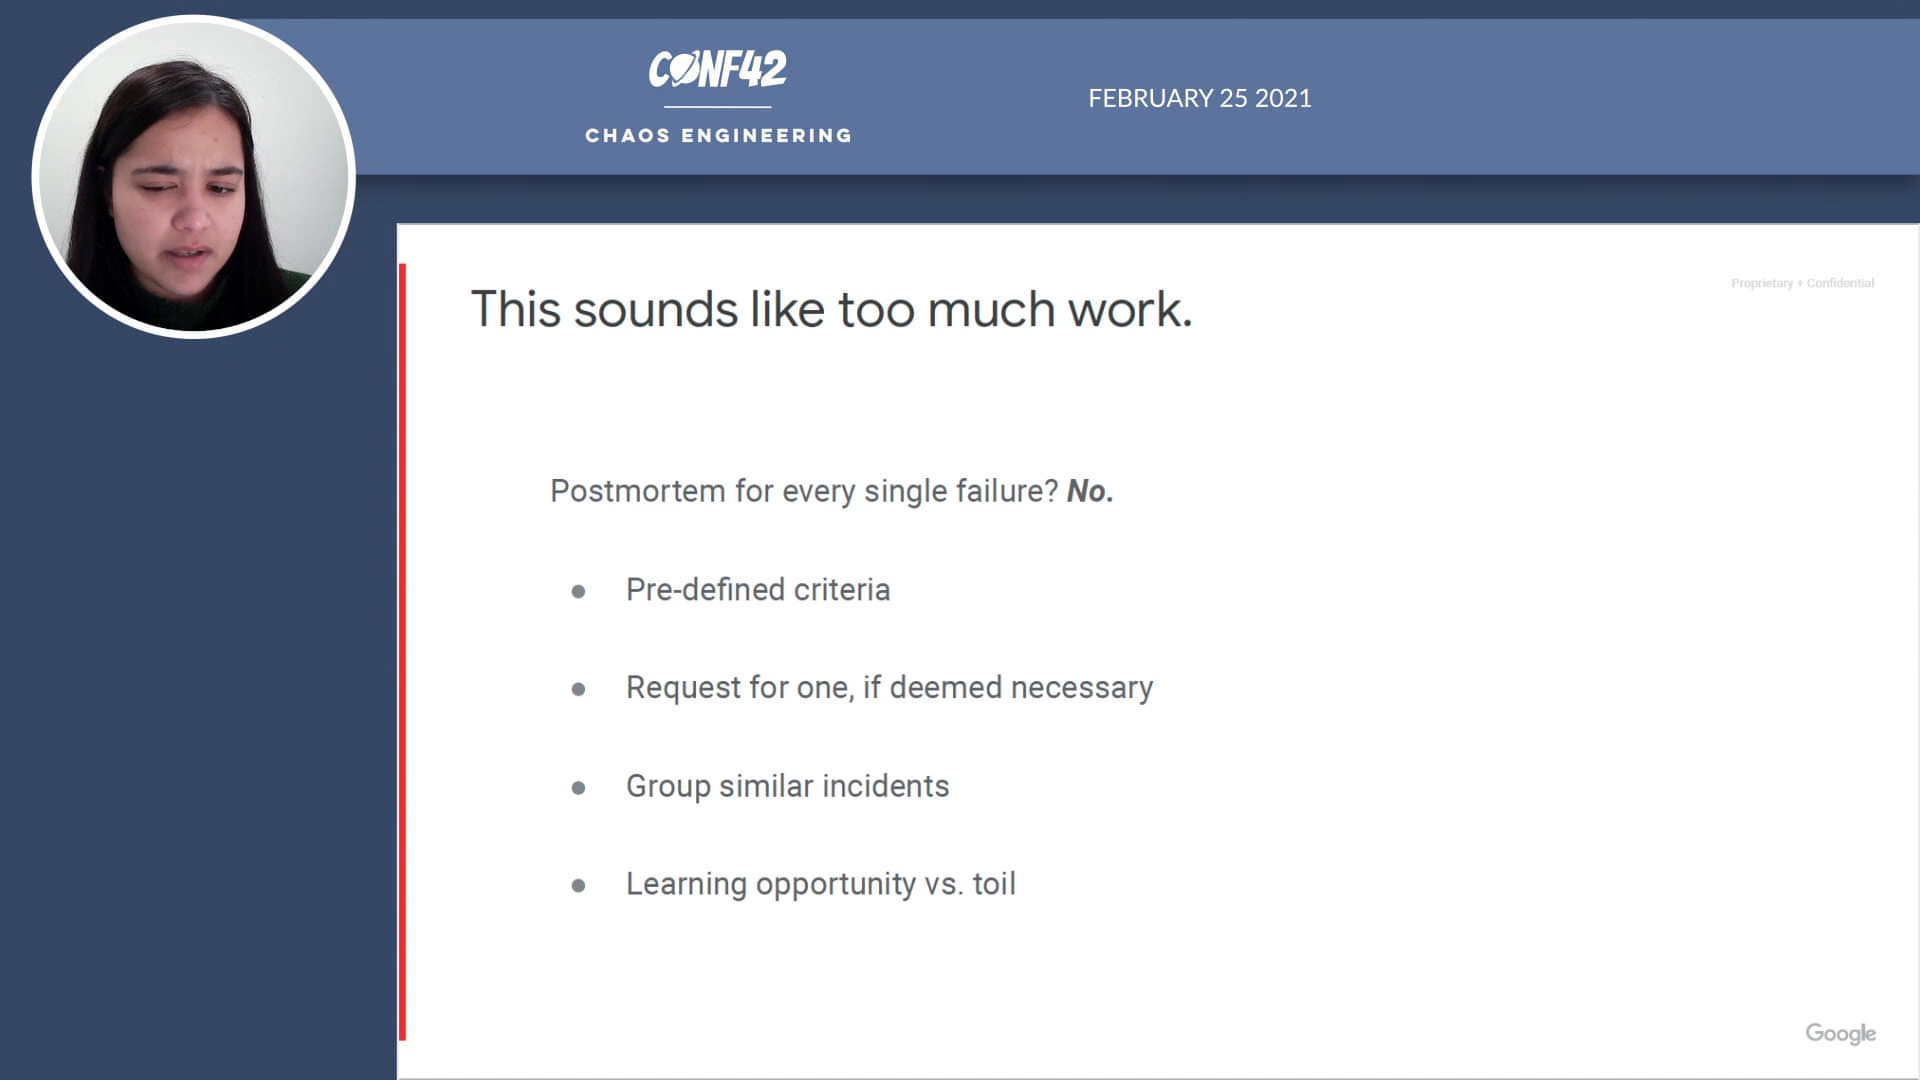 CONF42
CHAOS ENGINEERING
FEBRUARY 25 2021
Proprietary + Confidential
This sounds like too much work.
Postmortem for every single failure? No.
● Pre-defined criteria
● Request for one, if deemed necessary
● Group similar incidents
● Learning opportunity vs. toil
Google